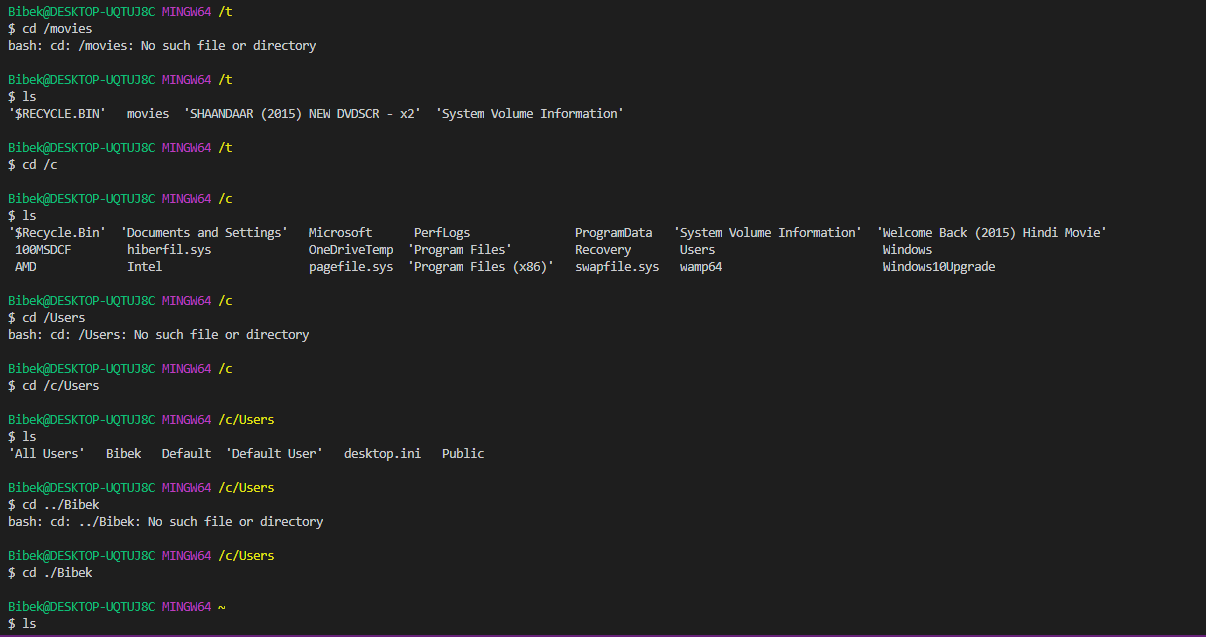 Bibek@DESKTOP-UQTUJ8C MINGW64 /t
$ cd /movies
bash: cd: /movies: No such file or directory
Bibek@DESKTOP-UQTUJ8C MINGW64 /t
$ ls
'$RECYCLE.BIN'   movies  'SHAANDAAR (2015) NEW DVDSCR - x2'  'System Volume Information'
Bibek@DESKTOP-UQTUJ8C MINGW64 /t
$ cd /c
Bibek@DESKTOP-UQTUJ8C MINGW64 /c
$ ls
'$Recycle.Bin'  'Documents and Settings'   Microsoft      PerfLogs               ProgramData   'System Volume Information'  'Welcome Back (2015) Hindi Movie'
100MSDCF        hiberfil.sys              OneDriveTemp  'Program Files'         Recovery       Users                        Windows
AMD             Intel                     pagefile.sys  'Program Files (x86)'   swapfile.sys   wamp64                       Windows10Upgrade
Bibek@DESKTOP-UQTUJ8C MINGW64 /c
$ cd /Users
bash: cd: /Users: No such file or directory
Bibek@DESKTOP-UQTUJ8C MINGW64 /c
$ cd /c/Users
Bibek@DESKTOP-UQTUJ8C MINGW64 /c/Users
$ ls
'All Users'   Bibek   Default  'Default User'   desktop.ini   Public
Bibek@DESKTOP-UQTUJ8C MINGW64 /c/Users
$ cd ../Bibek
bash: cd: ../Bibek: No such file or directory
Bibek@DESKTOP-UQTUJ8C MINGW64 /c/Users
$ cd ./Bibek
Bibek@DESKTOP-UQTUJ8C MINGW64 ~
$ ls